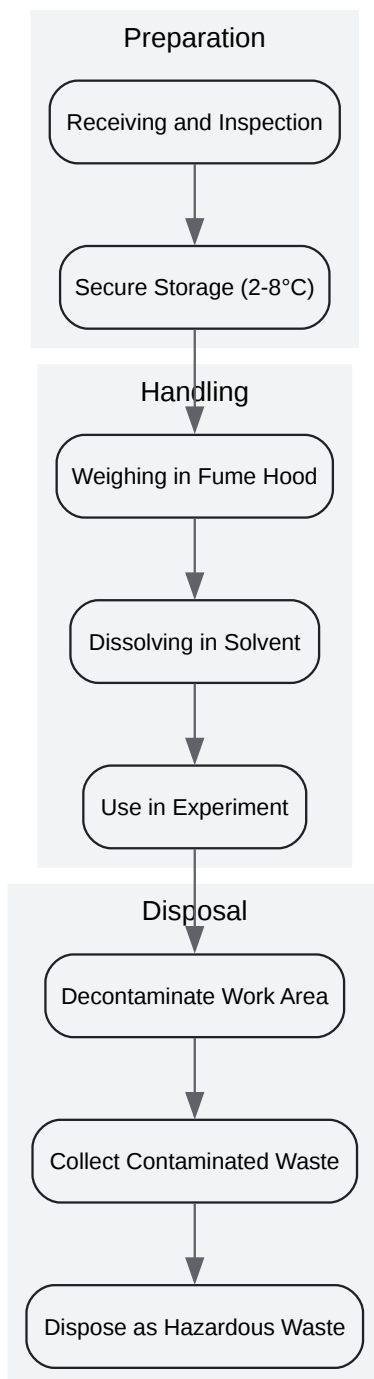 Preparation
Receiving and Inspection
Secure Storage (2-8°C)
Handling
Weighing in Fume Hood
Dissolving in Solvent
Use in Experiment
Disposal
Decontaminate Work Area
Collect Contaminated Waste
Dispose as Hazardous Waste